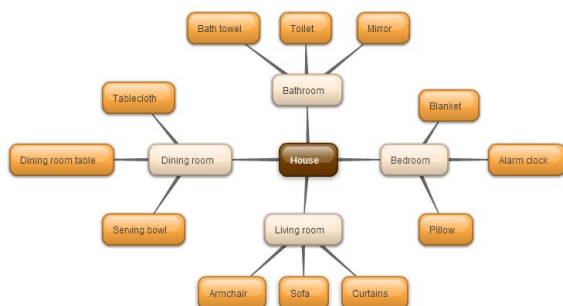 Bath towel
Toilet
Mirror
Bathroom
Tablecloth
Blanket
Dining room table
Dining room
House
Bedroom
Alarm clock
Serving bowl
Living room
Pillow
Armchair
Sofa
Curtains